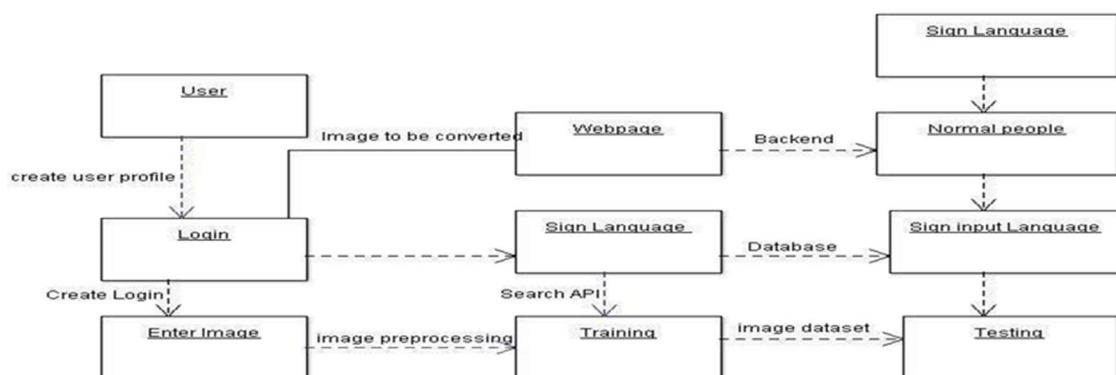 Sign Language
User
Image to be converted
Webpage
Backend
Normal people
create user profile
Login
Sign Language
Database
Sign input Language
Create Login
Search API
Enter Image
image preprocessing
Training
image dataset
Testing